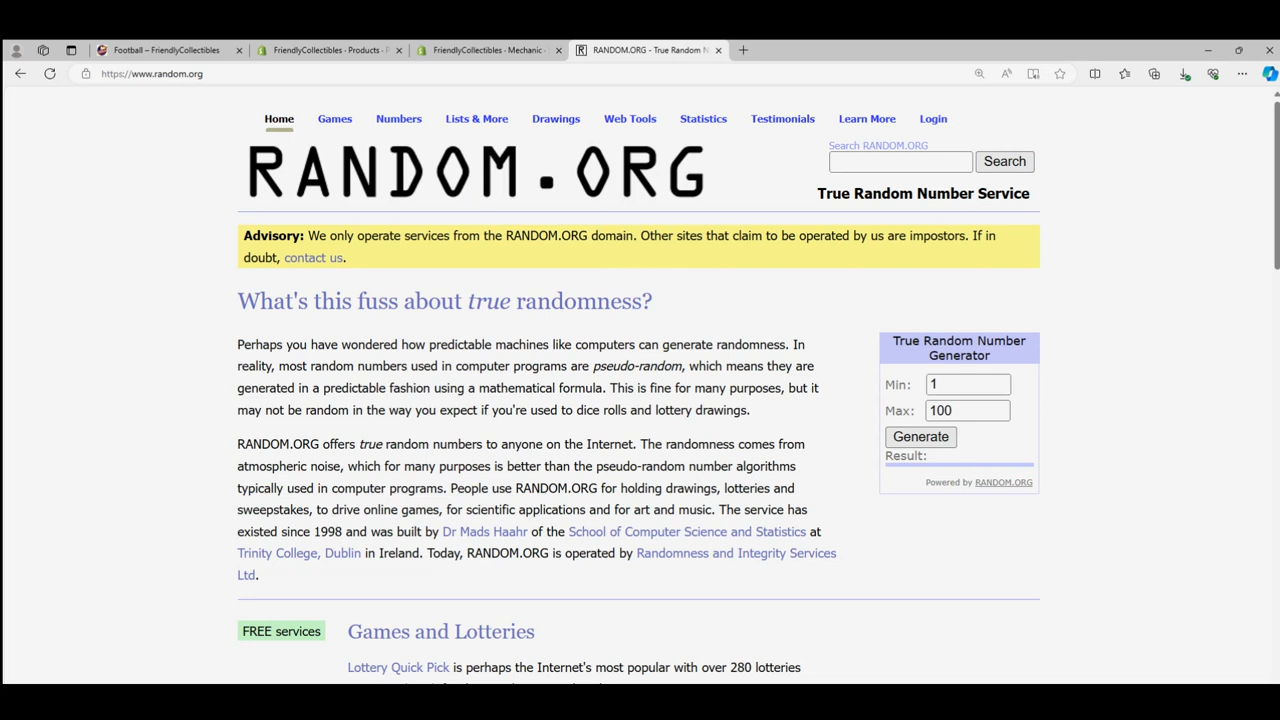 Football – FriendlyCollectibles
FriendlyCollectibles · Products · P
FriendlyCollectibles · Mechanic ·
RANDOM.ORG - True Random N
https://www.random.org
Home Games Numbers Lists & More Drawings Web Tools Statistics Testimonials Learn More Login
RANDOM.ORG
Search RANDOM.ORG
Search
True Random Number Service
Advisory: We only operate services from the RANDOM.ORG domain. Other sites that claim to be operated by us are impostors. If in
doubt, contact us.
What's this fuss about true randomness?
Perhaps you have wondered how predictable machines like computers can generate randomness. In
reality, most random numbers used in computer programs are pseudo-random, which means they are
generated in a predictable fashion using a mathematical formula. This is fine for many purposes, but it
may not be random in the way you expect if you're used to dice rolls and lottery drawings.
RANDOM.ORG offers true random numbers to anyone on the Internet. The randomness comes from
atmospheric noise, which for many purposes is better than the pseudo-random number algorithms
typically used in computer programs. People use RANDOM.ORG for holding drawings, lotteries and
sweepstakes, to drive online games, for scientific applications and for art and music. The service has
existed since 1998 and was built by Dr Mads Haahr of the School of Computer Science and Statistics at
Trinity College, Dublin in Ireland. Today, RANDOM.ORG is operated by Randomness and Integrity Services
Ltd.
True Random Number
Generator
Min: 1
Max: 100
Generate
Result:
Powered by RANDOM.ORG
FREE services
Games and Lotteries
Lottery Quick Pick is perhaps the Internet's most popular with over 280 lotteries